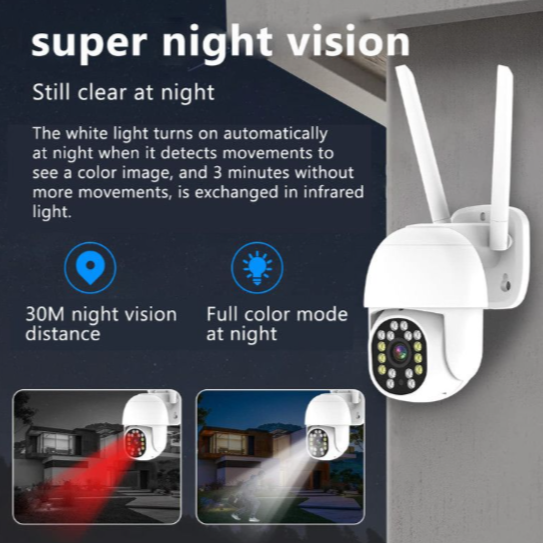 super night vision
Still clear at night
The white light turns on automatically
at night when it detects movements to
see a color image, and 3 minutes without
more movements, is exchanged in infrared
light.
30M night vision
distance
Full color mode
at night